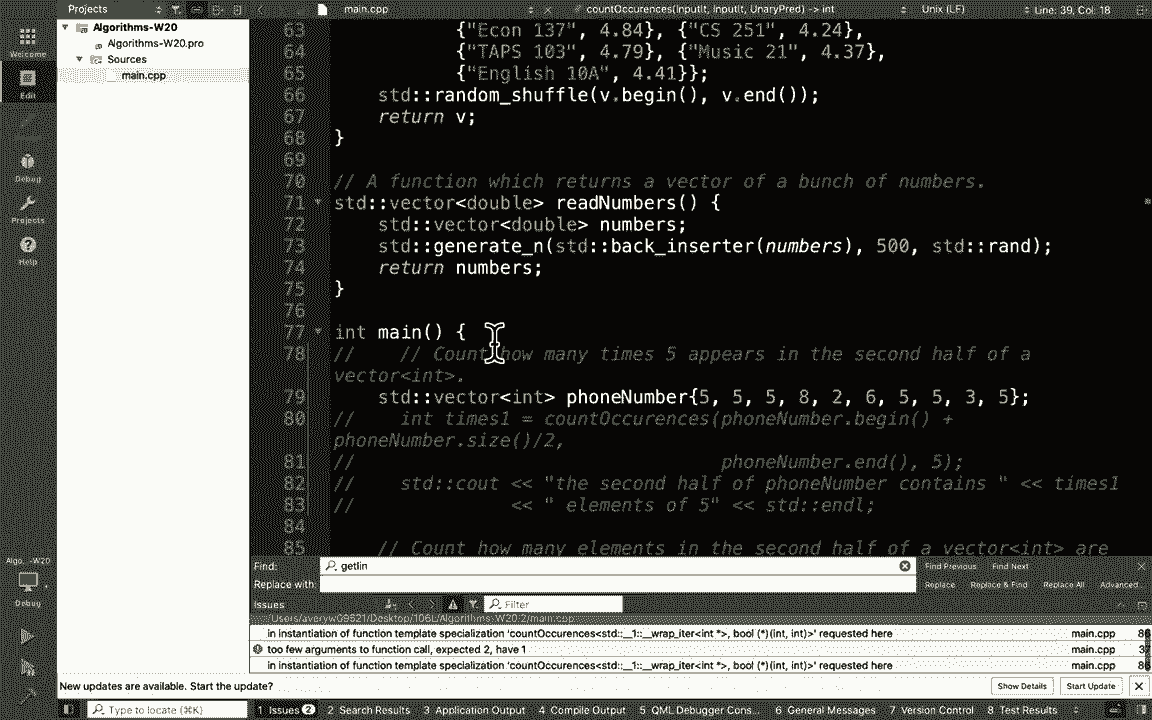 Projects
main.cpp
countOccurences(InputIt, InputIt, UnaryPred) -> int
Unix (LF)
Line: 39, Col: 18
Welcome
Edit
Debug
Projects
Help
Algo...-W20
Debug
Algorithms-W20
Algorithms-W20.pro
Sources
main.cpp
63 {"Econ 137", 4.84}, {"CS 251", 4.24},
64 {"TAPS 103", 4.79}, {"Music 21", 4.37},
65 {"English 10A", 4.41}};
66 std::random_shuffle(v.begin(), v.end());
67 return v;
68 }
69
70 // A function which returns a vector of a bunch of numbers.
71 std::vector<double> readNumbers() {
72 std::vector<double> numbers;
73 std::generate_n(std::back_inserter(numbers), 500, std::rand);
74 return numbers;
75 }
76
77 int main() {
78 // // Count how many times 5 appears in the second half of a
vector<int>.
79 std::vector<int> phoneNumber{5, 5, 5, 8, 2, 6, 5, 5, 3, 5};
80 // int times1 = countOccurences(phoneNumber.begin() +
phoneNumber.size()/2,
81 // phoneNumber.end(), 5);
82 // std::cout << "the second half of phoneNumber contains " << times1
83 // << " elements of 5" << std::endl;
84
85 // Count how many elements in the second half of a vector<int> are
Find:
getlin
Find Previous
Find Next
Replace with:
Replace
Replace & Find
Replace All
Advanced...
Issues
Filter
/Users/averyw09521/Desktop/106L/Algorithms-W20 2/main.cpp
in instantiation of function template specialization 'countOccurences<std::__1::__wrap_iter<int *>, bool (*)(int, int)>' requested here
main.cpp
86
too few arguments to function call, expected 2, have 1
main.cpp
37
in instantiation of function template specialization 'countOccurences<std::__1::__wrap_iter<int *>, bool (*)(int, int)>' requested here
main.cpp
86
New updates are available. Start the update?
Show Details
Start Update
Type to locate (⌘K)
1 Issues 2
2 Search Results
3 Application Output
4 Compile Output
5 QML Debugger Cons...
6 General Messages
7 Version Control
8 Test Results